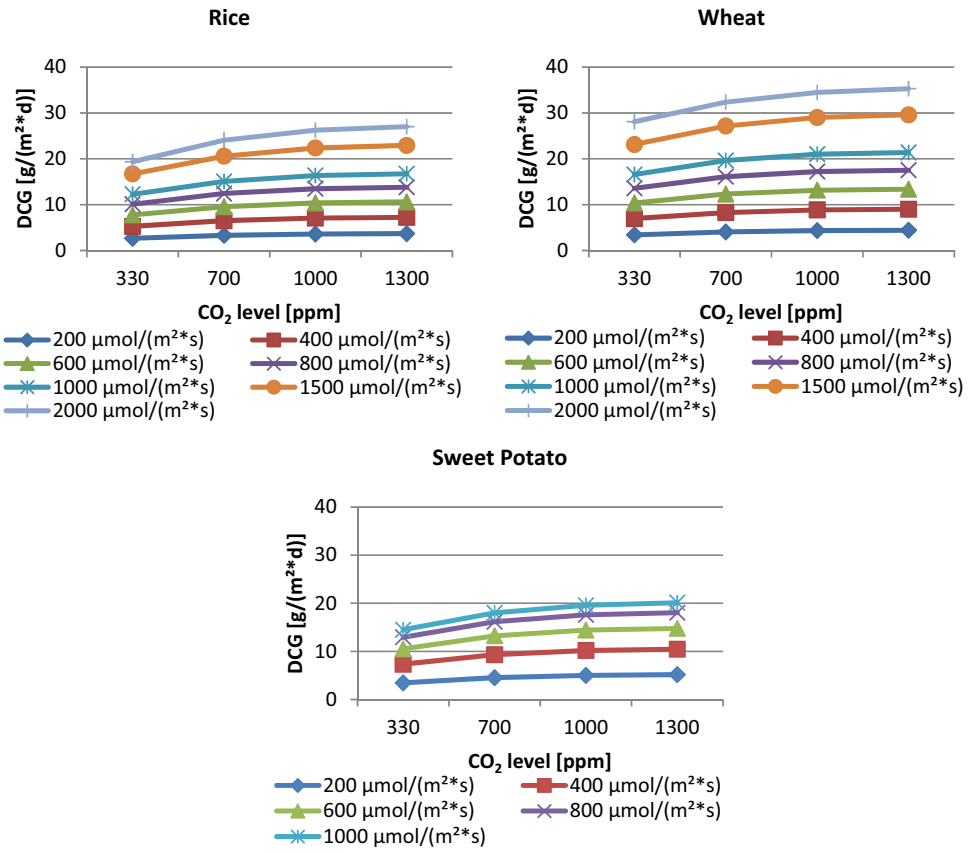 Rice
DCG [g/(m²*d)]
40
30
20
10
0
330 700 1000 1300
CO₂ level [ppm]
200 µmol/(m²*s) 400 µmol/(m²*s)
600 µmol/(m²*s) 800 µmol/(m²*s)
1000 µmol/(m²*s) 1500 µmol/(m²*s)
2000 µmol/(m²*s)
Wheat
DCG [g/(m²*d)]
40
30
20
10
0
330 700 1000 1300
CO₂ level [ppm]
200 µmol/(m²*s) 400 µmol/(m²*s)
600 µmol/(m²*s) 800 µmol/(m²*s)
1000 µmol/(m²*s) 1500 µmol/(m²*s)
2000 µmol/(m²*s)
Sweet Potato
DCG [g/(m²*d)]
40
30
20
10
0
330 700 1000 1300
CO₂ level [ppm]
200 µmol/(m²*s) 400 µmol/(m²*s)
600 µmol/(m²*s) 800 µmol/(m²*s)
1000 µmol/(m²*s)